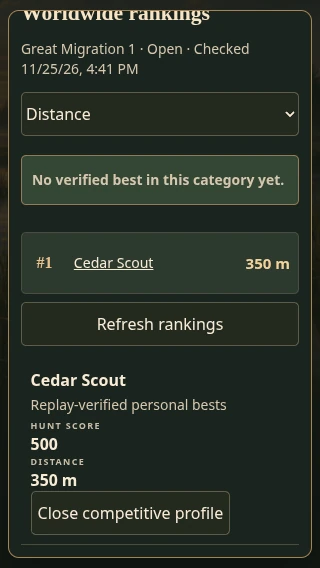 Worldwide rankings
Great Migration 1 · Open · Checked
11/25/26, 4:41 PM
Distance
No verified best in this category yet.
#1 Cedar Scout 350 m
Refresh rankings
Cedar Scout
Replay-verified personal bests
HUNT SCORE
500
DISTANCE
350 m
Close competitive profile